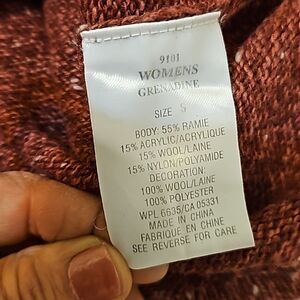 9101
WOMENS
GRENADINE
SIZE S
BODY: 55% RAMIE
15% ACRYLIC/ACRYLIQUE
15% WOOL/LAINE
15% NYLON/POLYAMIDE
DECORATION:
100% WOOL/LAINE
100% POLYESTER
WPL 6635/CA 05331
MADE IN CHINA
FABRIQUE EN CHINE
SEE REVERSE FOR CARE